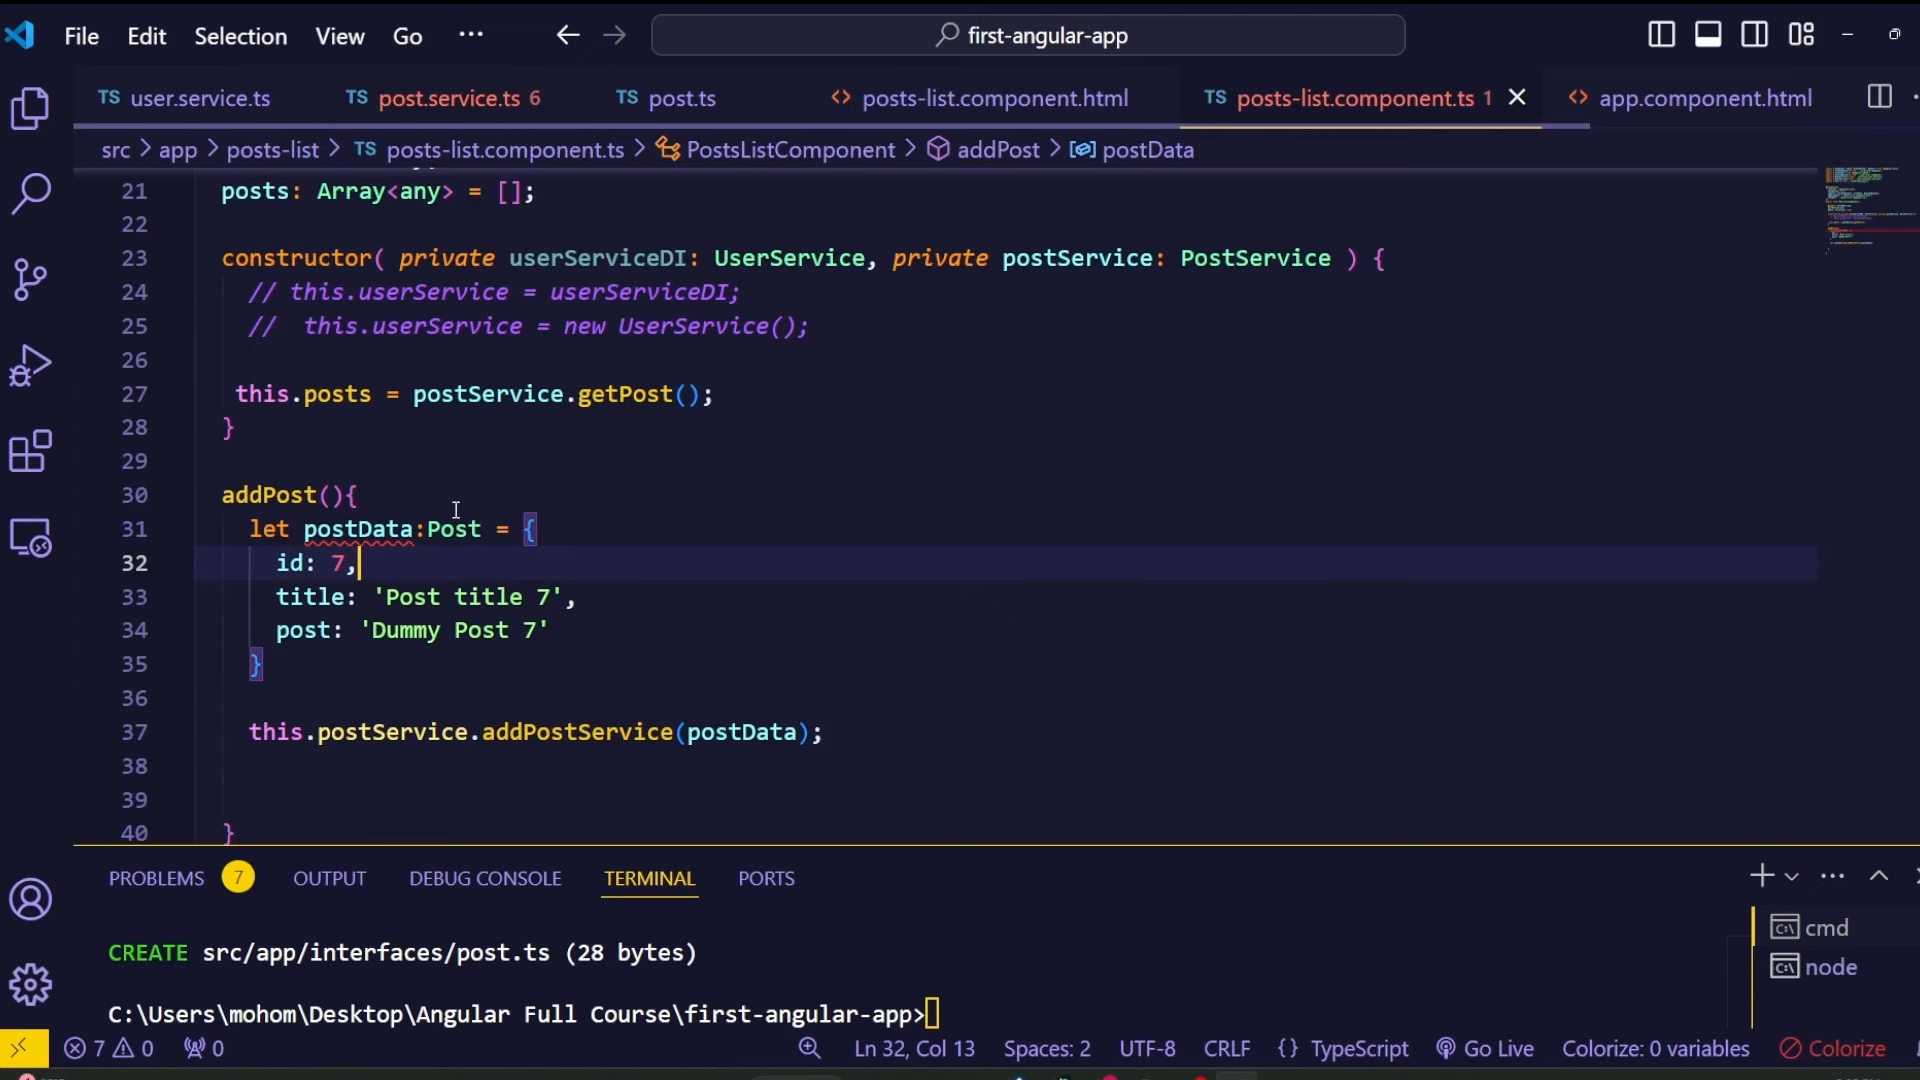 File Edit Selection View Go ··· first-angular-app
TS user.service.ts TS post.service.ts 6 TS post.ts <> posts-list.component.html TS posts-list.component.ts 1 <> app.component.html
src > app > posts-list > TS posts-list.component.ts > PostsListComponent > addPost > postData
21 posts: Array<any> = [];
22
23 constructor( private userServiceDI: UserService, private postService: PostService ) {
24 // this.userService = userServiceDI;
25 //  this.userService = new UserService();
26
27 this.posts = postService.getPost();
28 }
29
30 addPost(){
31 let postData:Post = {
32 id: 7,
33 title: 'Post title 7',
34 post: 'Dummy Post 7'
35 }
36
37 this.postService.addPostService(postData);
38
39
40 }
PROBLEMS 7 OUTPUT DEBUG CONSOLE TERMINAL PORTS
CREATE src/app/interfaces/post.ts (28 bytes)
cmd
node
C:\Users\mohom\Desktop\Angular Full Course\first-angular-app>
7 0 0 Ln 32, Col 13 Spaces: 2 UTF-8 CRLF {} TypeScript Go Live Colorize: 0 variables Colorize